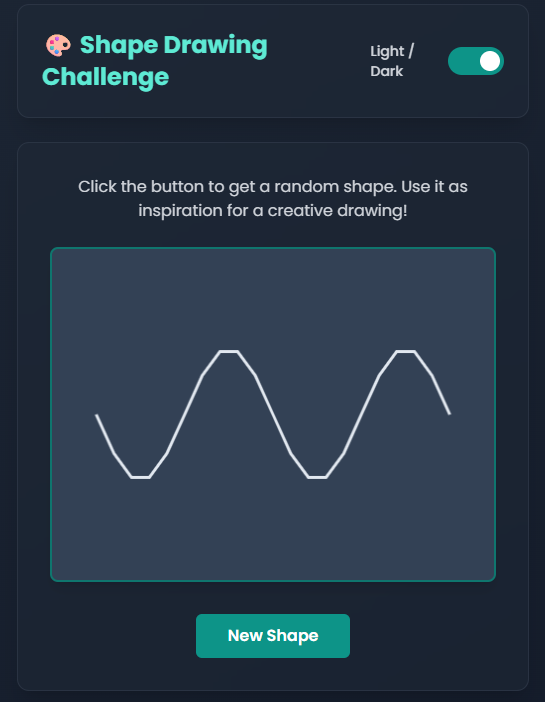 🎨 Shape Drawing
Challenge
Light /
Dark
Click the button to get a random shape. Use it as
inspiration for a creative drawing!
New Shape